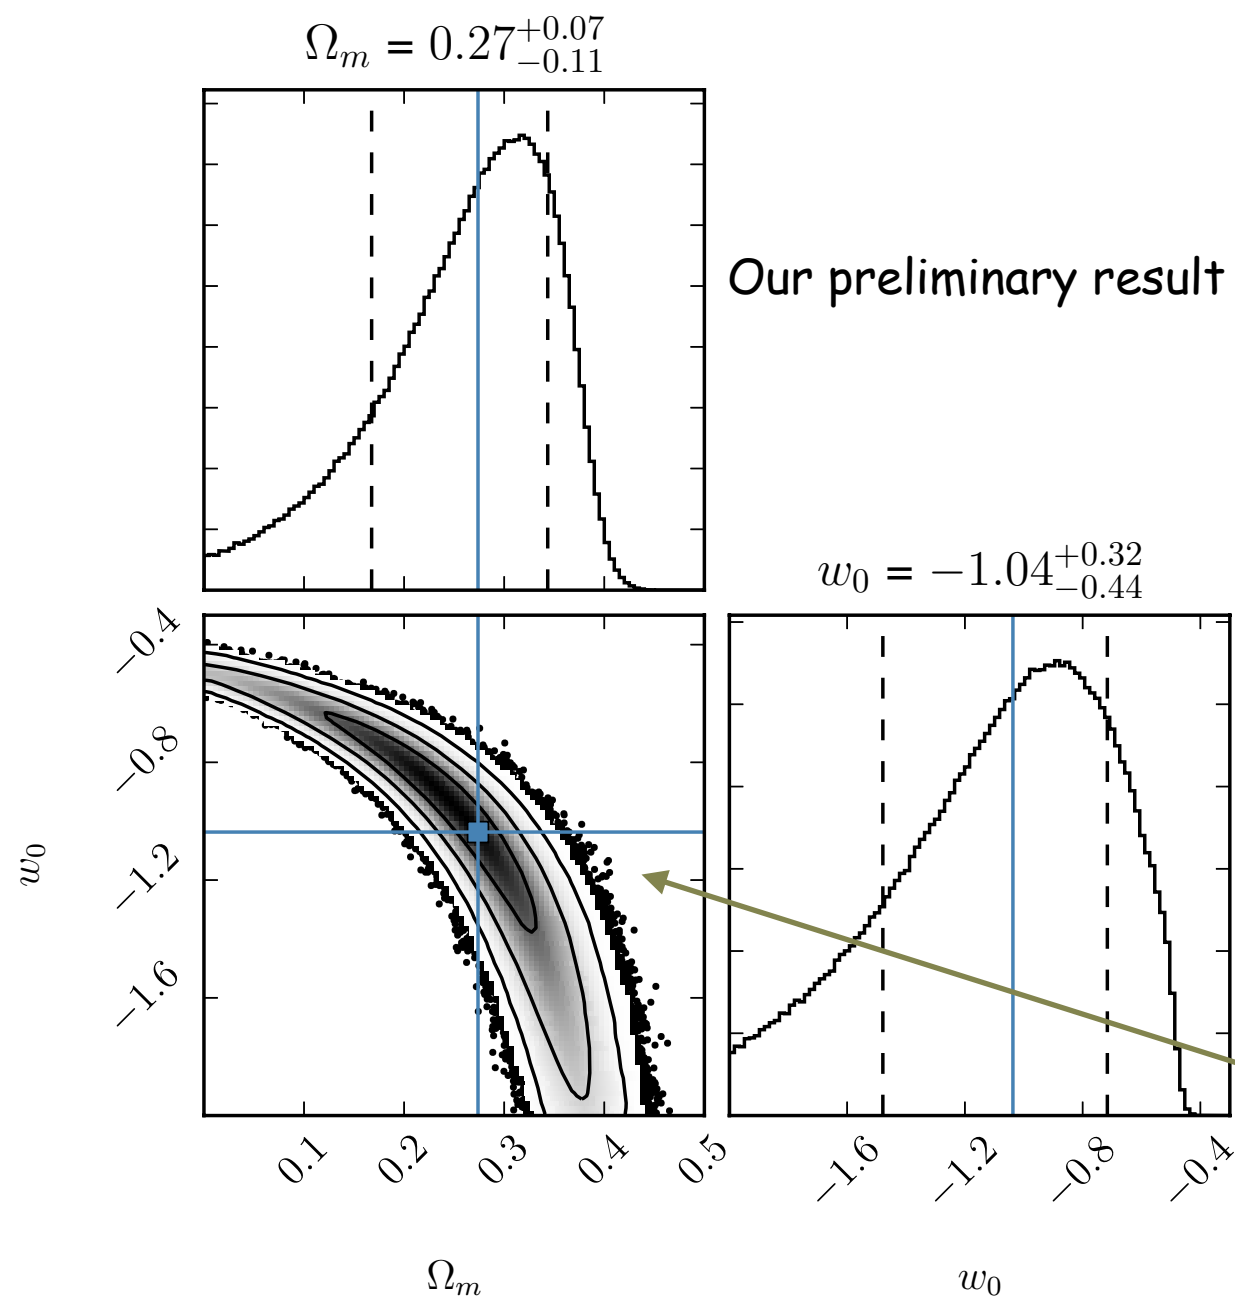 Ωₘ = 0.27⁺⁰·⁰⁷₋₀.₁₁
Our preliminary result
w₀ = −1.04⁺⁰·³²₋₀.₄₄
−0.4
−0.8
−1.2
−1.6
w₀
0.1 0.2 0.3 0.4 0.5
−1.6 −1.2 −0.8 −0.4
Ωₘ
w₀